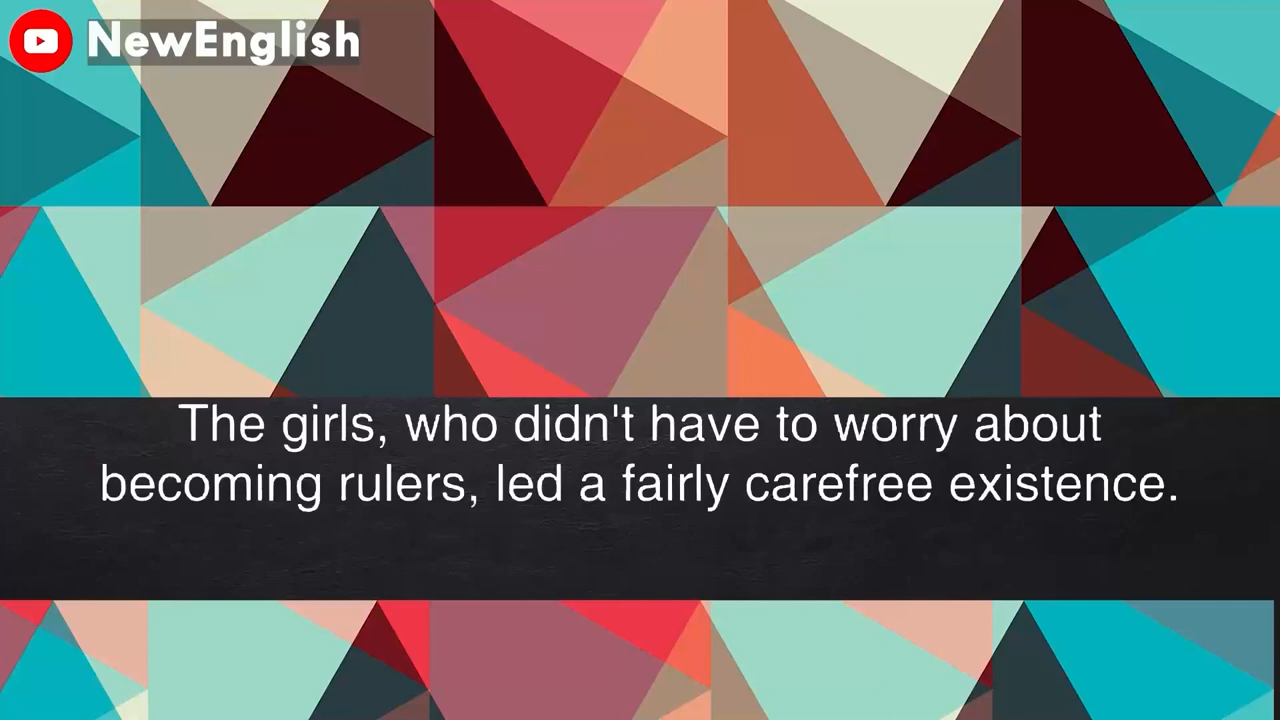 NewEnglish
The girls, who didn't have to worry about
becoming rulers, led a fairly carefree existence.